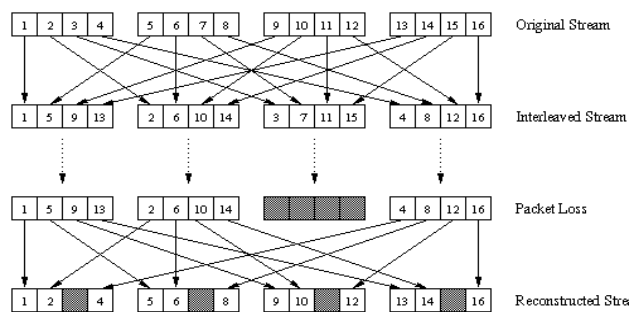 1 2 3 4 5 6 7 8 9 10 11 12 13 14 15 16 Original Stream
1 5 9 13 2 6 10 14 3 7 11 15 4 8 12 16 Interleaved Stream
1 5 9 13 2 6 10 14 4 8 12 16 Packet Loss
1 2 4 5 6 8 9 10 12 13 14 16 Reconstructed Stre